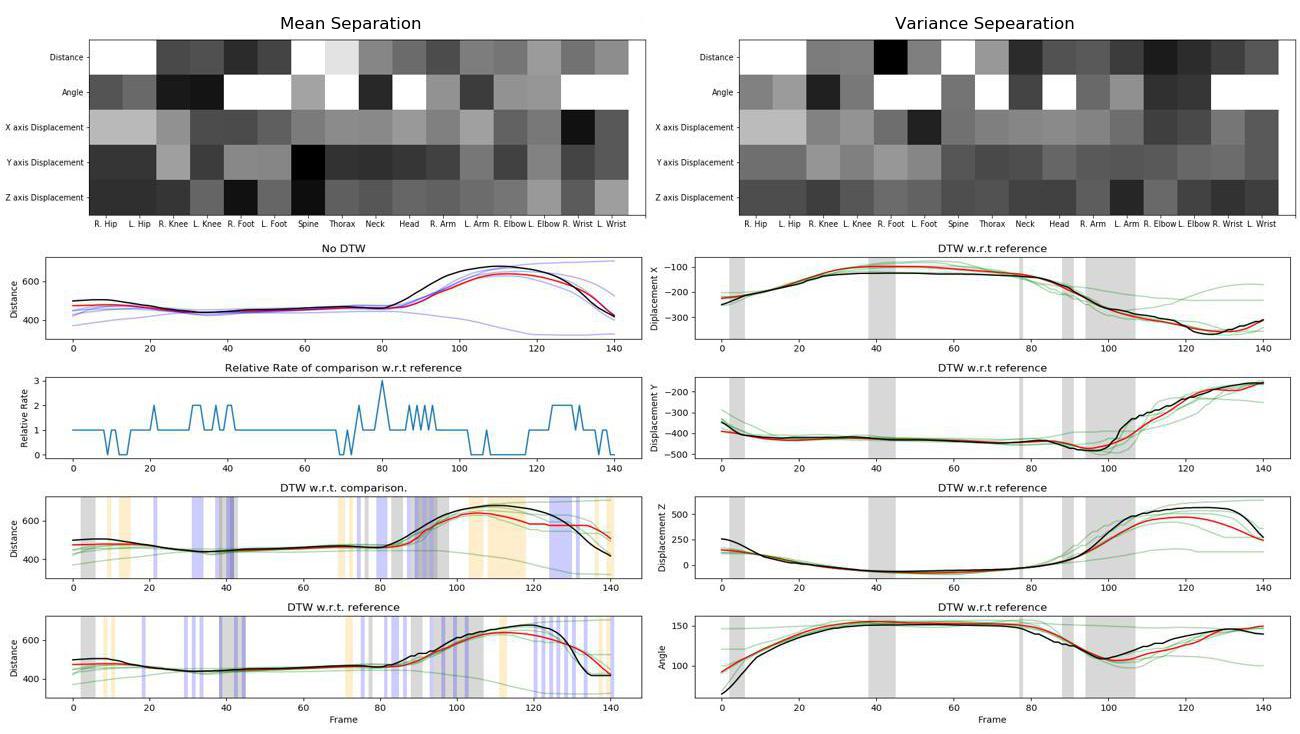 Mean Separation
Variance Sepearation
Distance
Angle
X axis Displacement
Y axis Displacement
Z axis Displacement
R. Hip L. Hip R. Knee L. Knee R. Foot L. Foot Spine Thorax Neck Head R. Arm L. Arm R. Elbow L. Elbow R. Wrist L. Wrist
Distance
Angle
X axis Displacement
Y axis Displacement
Z axis Displacement
R. Hip L. Hip R. Knee L. Knee R. Foot L. Foot Spine Thorax Neck Head R. Arm L. Arm R. Elbow L. Elbow R. Wrist L. Wrist
No DTW
Distance
600
400
0 20 40 60 80 100 120 140
DTW w.r.t reference
Diplacement X
−100
−200
−300
0 20 40 60 80 100 120 140
Relative Rate of comparison w.r.t reference
Relative Rate
3
2
1
0
0 20 40 60 80 100 120 140
DTW w.r.t reference
Displacement Y
−200
−300
−400
−500
0 20 40 60 80 100 120 140
DTW w.r.t. comparison.
Distance
600
400
0 20 40 60 80 100 120 140
DTW w.r.t reference
Displacement Z
500
250
0
0 20 40 60 80 100 120 140
DTW w.r.t. reference
Distance
600
400
0 20 40 60 80 100 120 140
Frame
DTW w.r.t reference
Angle
150
100
0 20 40 60 80 100 120 140
Frame